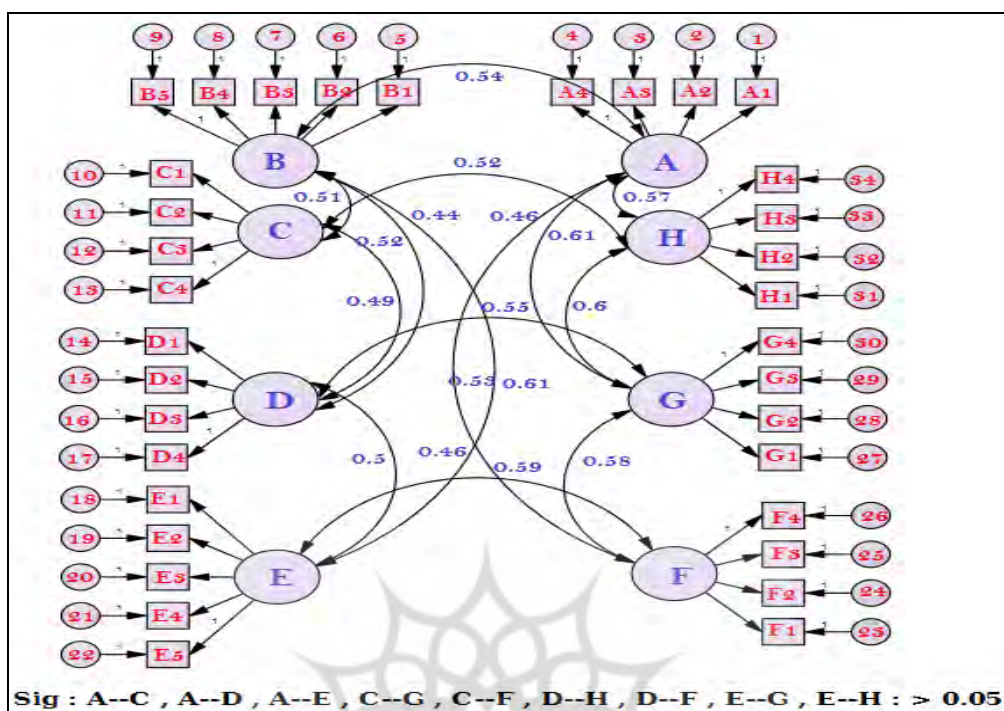 9 8 7 6 5 4 3 2 1
B5 B4 B3 B2 B1 A4 A3 A2 A1
0.54
B A
10 C1 0.52 H4 34
0.51 0.57
11 C2 0.44 0.46 H3 33
C H
0.52 0.61
12 C3 H2 32
13 C4 H1 31
0.49 0.55 0.6
14 D1 G4 30
15 D2 0.53 0.61 G3 29
D G
16 D3 G2 28
17 D4 0.5 0.46 0.59 0.58 G1 27
18 E1
F4 26
19 E2
F3 25
20 E3 E F
F2 24
21 E4
F1 23
22 E5
Sig : A--C , A--D , A--E , C--G , C--F , D--H , D--F , E--G , E--H : > 0.05